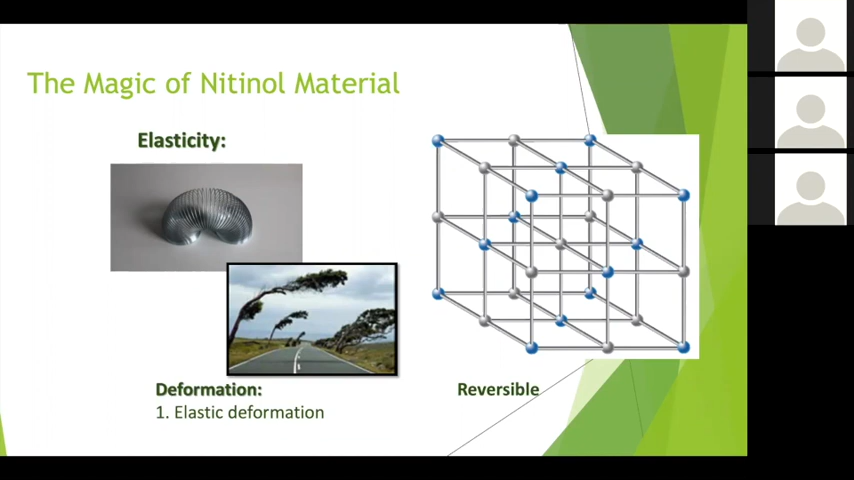 The Magic of Nitinol Material
Elasticity:
Deformation:
1. Elastic deformation
Reversible